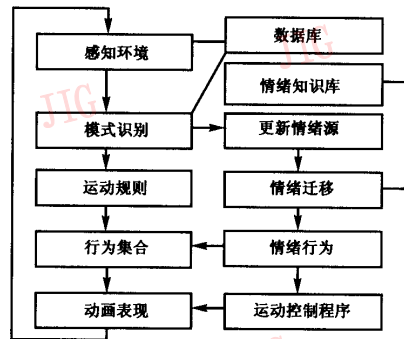 感知环境
数据库
情绪知识库
模式识别
更新情绪源
运动规则
情绪迁移
行为集合
情绪行为
动画表现
运动控制程序
JIG
JIG